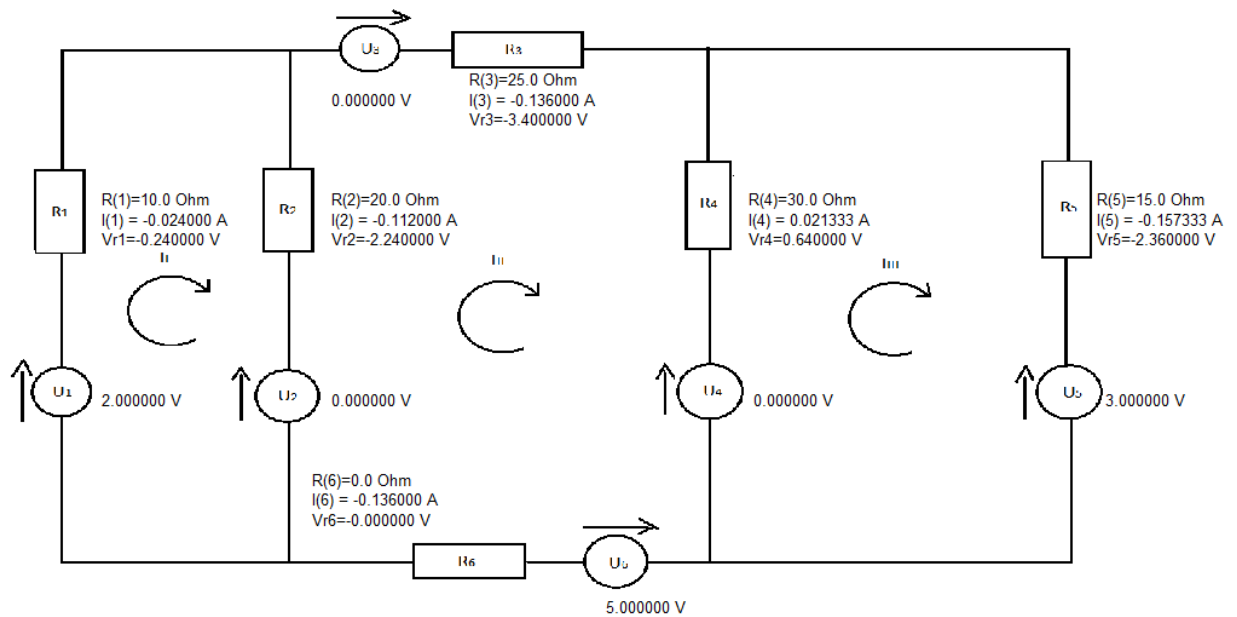 U3
R3
R(3)=25.0 Ohm
I(3) = -0.136000 A
Vr3=-3.400000 V
0.000000 V
R1
R(1)=10.0 Ohm
I(1) = -0.024000 A
Vr1=-0.240000 V
R2
R(2)=20.0 Ohm
I(2) = -0.112000 A
Vr2=-2.240000 V
R4
R(4)=30.0 Ohm
I(4) = 0.021333 A
Vr4=0.640000 V
R5
R(5)=15.0 Ohm
I(5) = -0.157333 A
Vr5=-2.360000 V
II
III
IIII
U1
2.000000 V
U2
0.000000 V
U4
0.000000 V
U5
3.000000 V
R(6)=0.0 Ohm
I(6) = -0.136000 A
Vr6=-0.000000 V
R6
U6
5.000000 V